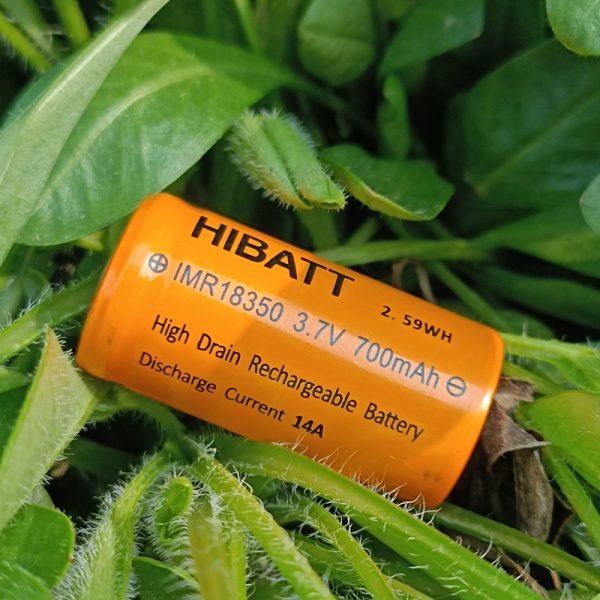 HIBATT
2.59WH
⊕ IMR18350 3.7V 700mAh ⊖
High Drain Rechargeable Battery
Discharge Current 14A